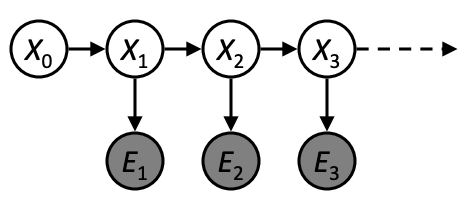 X₀ X₁ X₂ X₃
E₁ E₂ E₃